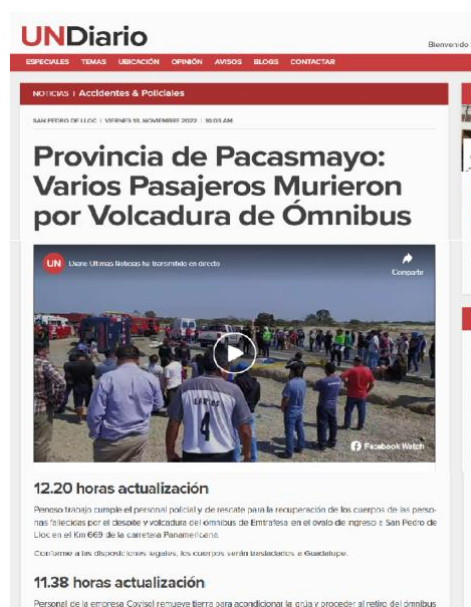 UNDiario
Bienvenido
ESPECIALES TEMAS UBICACIÓN OPINIÓN AVISOS BLOGS CONTACTAR
NOTICIAS | Accidentes & Policiales
SAN PEDRO DE LLOC | VIERNES 18, NOVIEMBRE 2022 | 10:03 AM
Provincia de Pacasmayo:
Varios Pasajeros Murieron
por Volcadura de Ómnibus
UN Diario Ultimas Noticias ha transmitido en directo
Compartir
4
Facebook Watch
12.20 horas actualización
Penoso trabajo cumple el personal policial y de rescate para la recuperación de los cuerpos de las perso-
nas fallecidas por el despiste y volcadura del ómnibus de Emtrafesa en el óvalo de ingreso a San Pedro de
Lloc en el Km 669 de la carretera Panamericana.
Conforme a las disposiciones legales, los cuerpos serán trasladados a Guadalupe.
11.38 horas actualización
Personal de la empresa Covisol remueve tierra para acondicionar la grúa y proceder al retiro del ómnibus